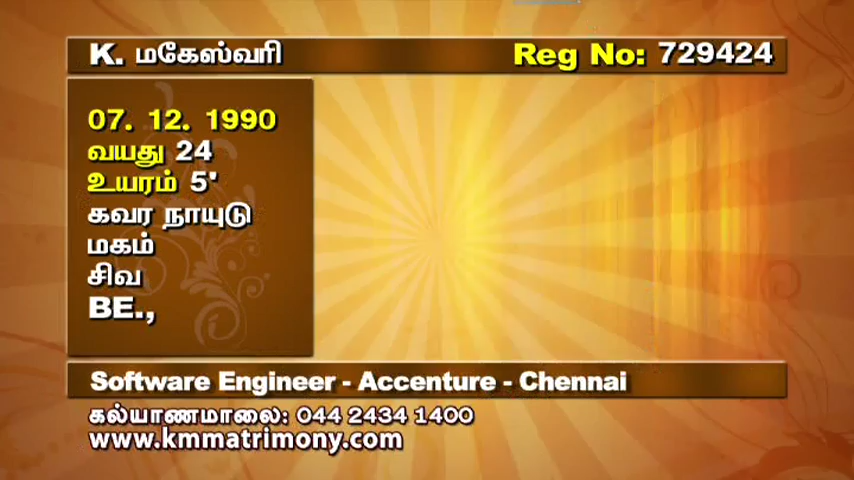 K. மகேஸ்வரி
Reg No: 729424
07. 12. 1990
வயது 24
உயரம் 5'
கவர நாயுடு
மகம்
சிவ
BE.,
Software Engineer - Accenture - Chennai
கல்யாணமாலை: 044 2434 1400
www.kmmatrimony.com